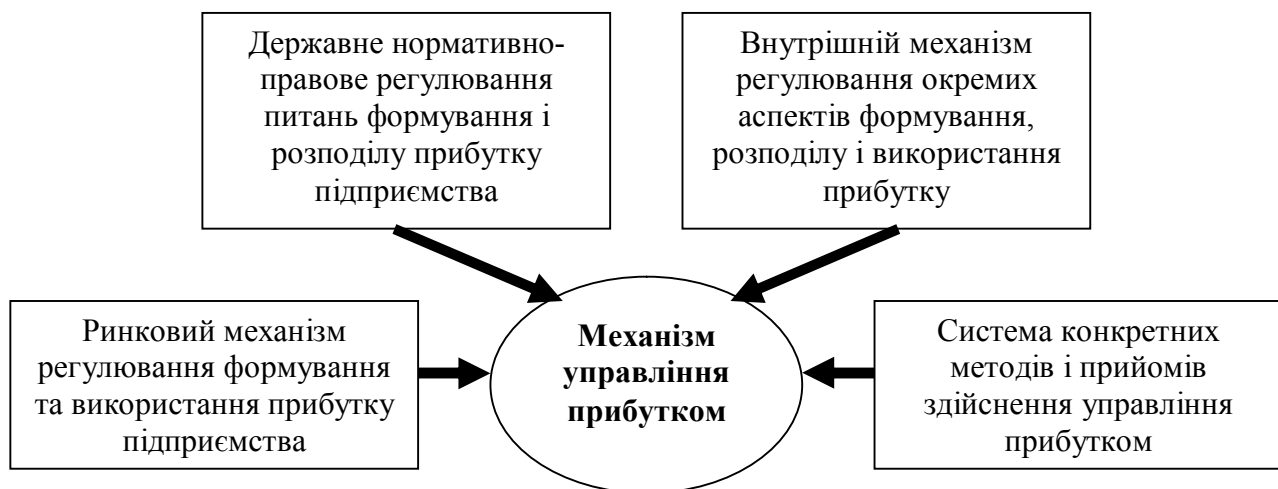 Державне нормативно-
правове регулювання
питань формування і
розподілу прибутку
підприємства
Внутрішній механізм
регулювання окремих
аспектів формування,
розподілу і використання
прибутку
Ринковий механізм
регулювання формування
та використання прибутку
підприємства
Механізм
управління
прибутком
Система конкретних
методів і прийомів
здійснення управління
прибутком